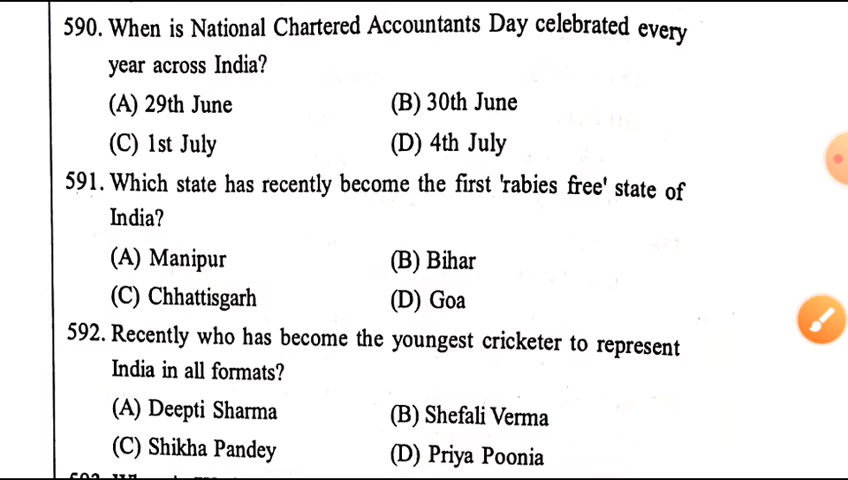 590. When is National Chartered Accountants Day celebrated every
year across India?
(A) 29th June (B) 30th June
(C) 1st July (D) 4th July
591. Which state has recently become the first 'rabies free' state of
India?
(A) Manipur (B) Bihar
(C) Chhattisgarh (D) Goa
592. Recently who has become the youngest cricketer to represent
India in all formats?
(A) Deepti Sharma (B) Shefali Verma
(C) Shikha Pandey (D) Priya Poonia